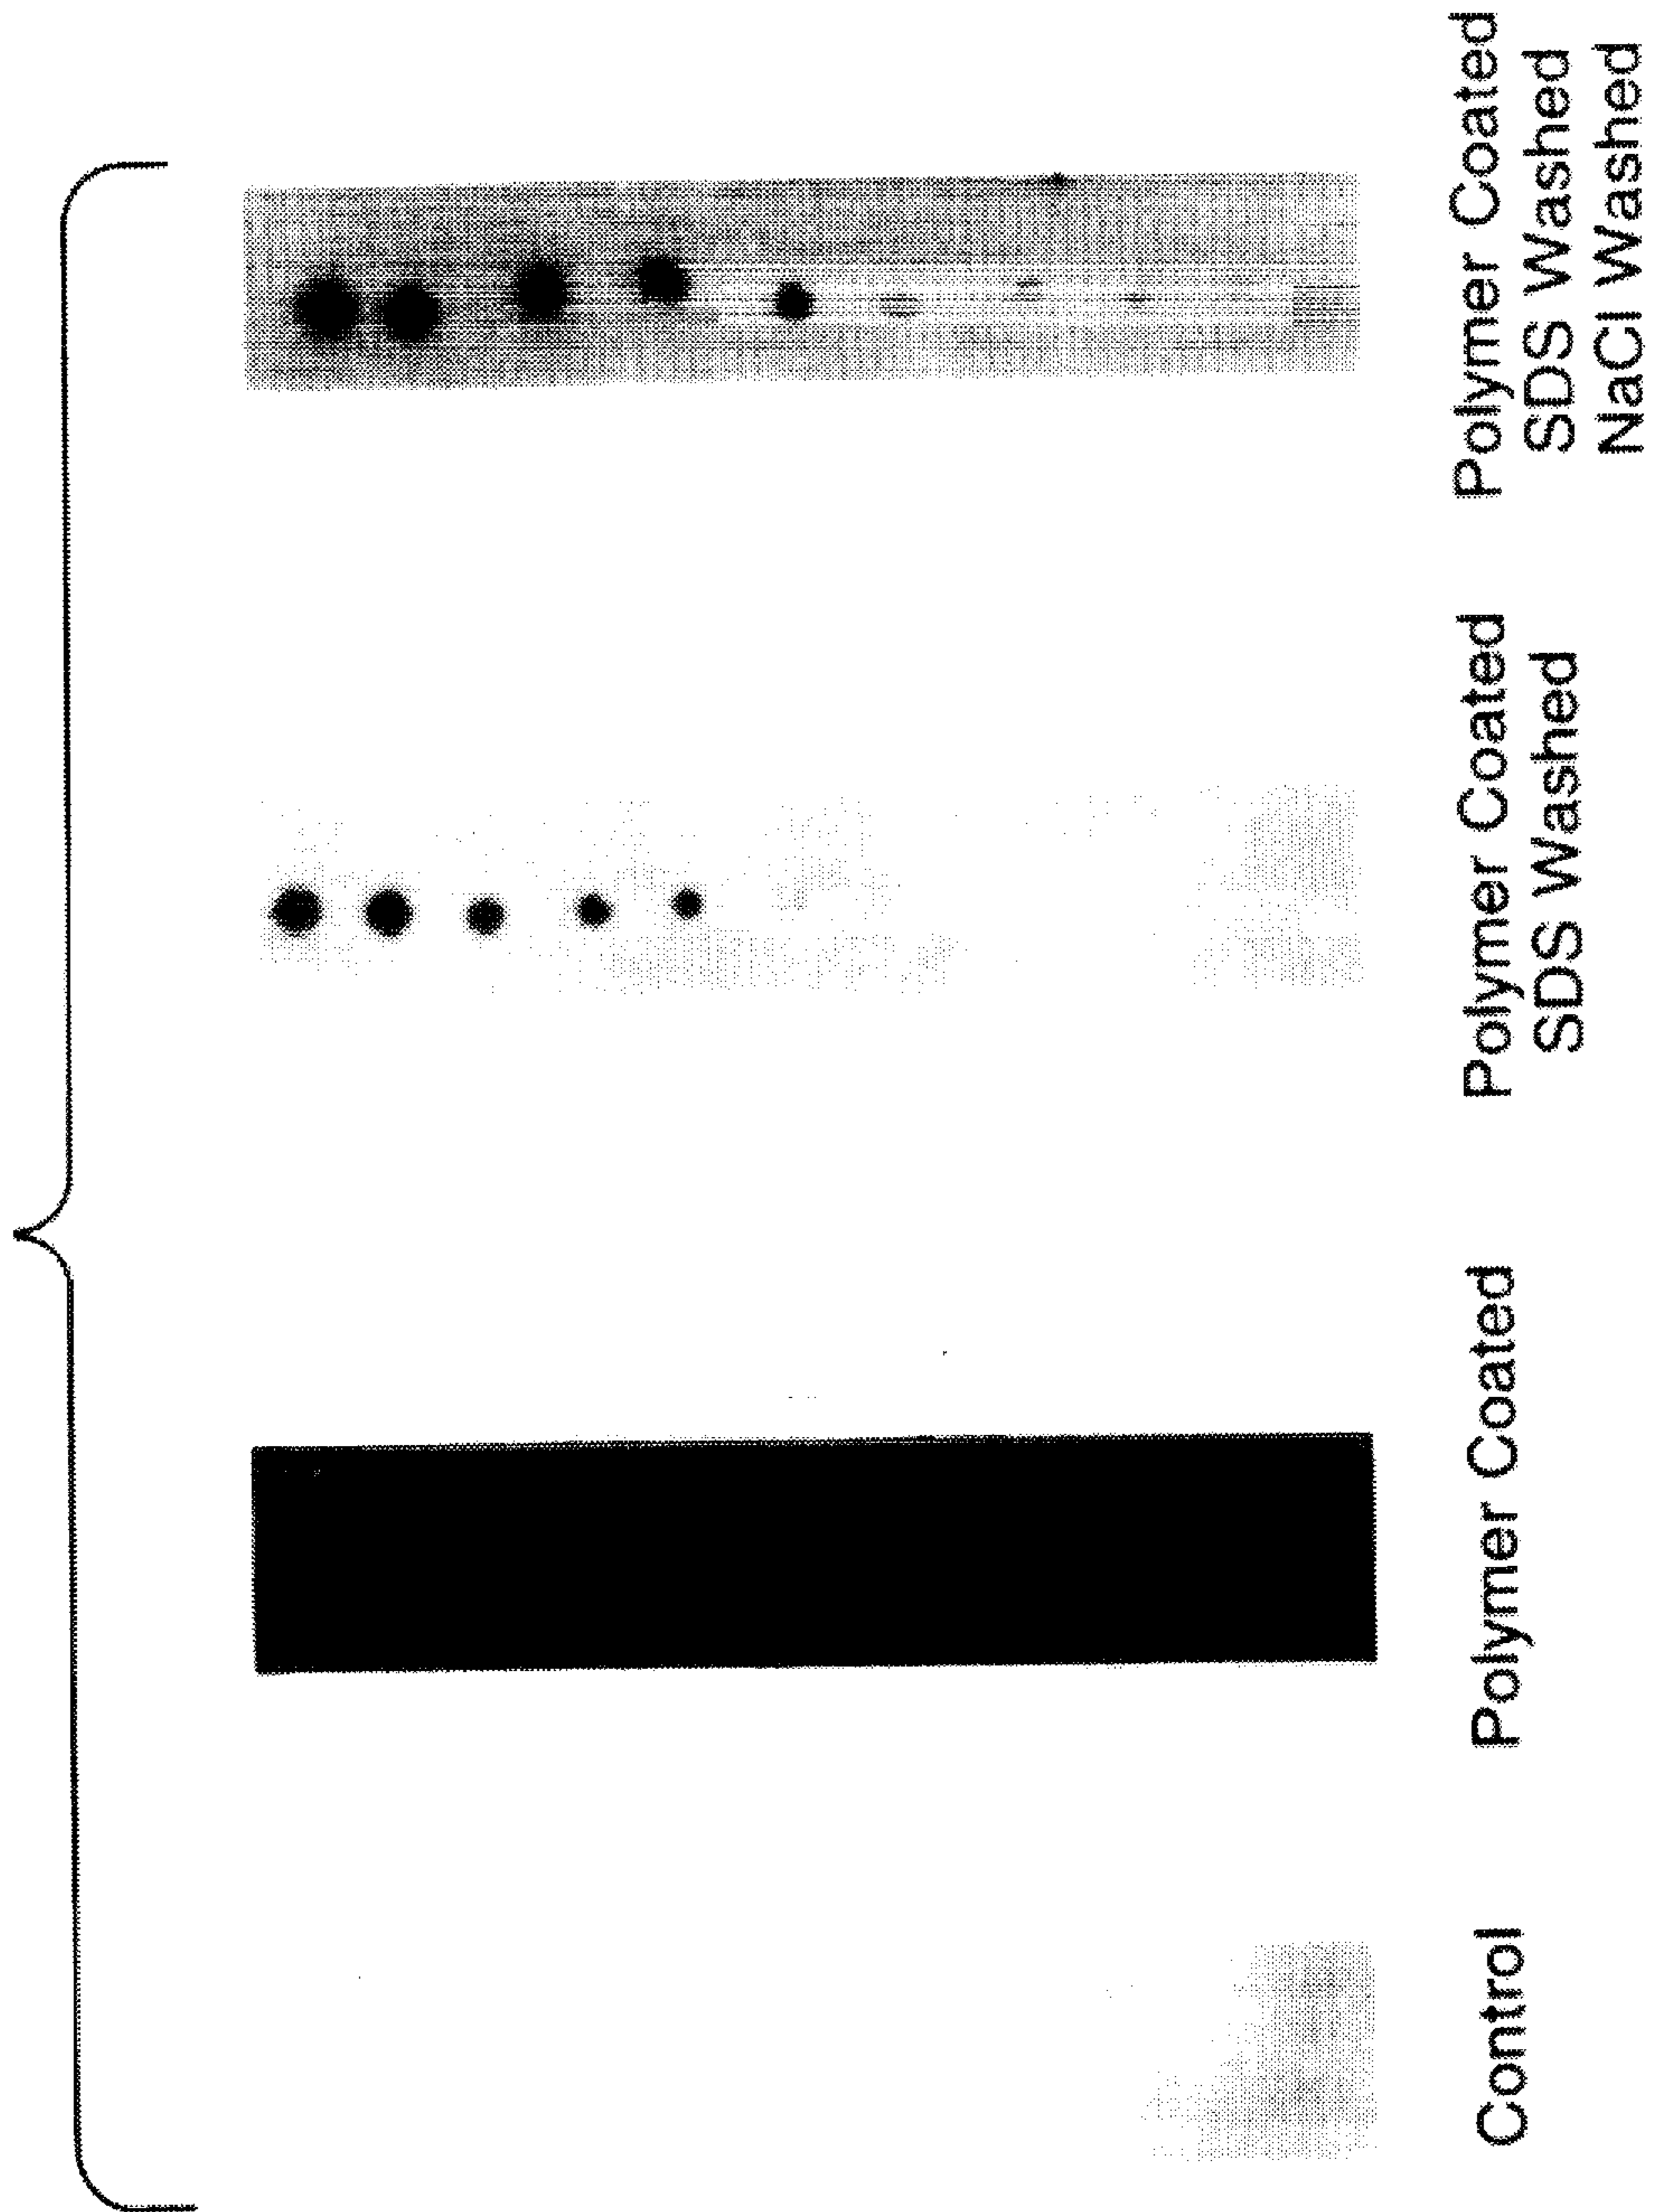 Control
Polymer Coated
Polymer Coated
SDS Washed
Polymer Coated
SDS Washed
NaCl Washed